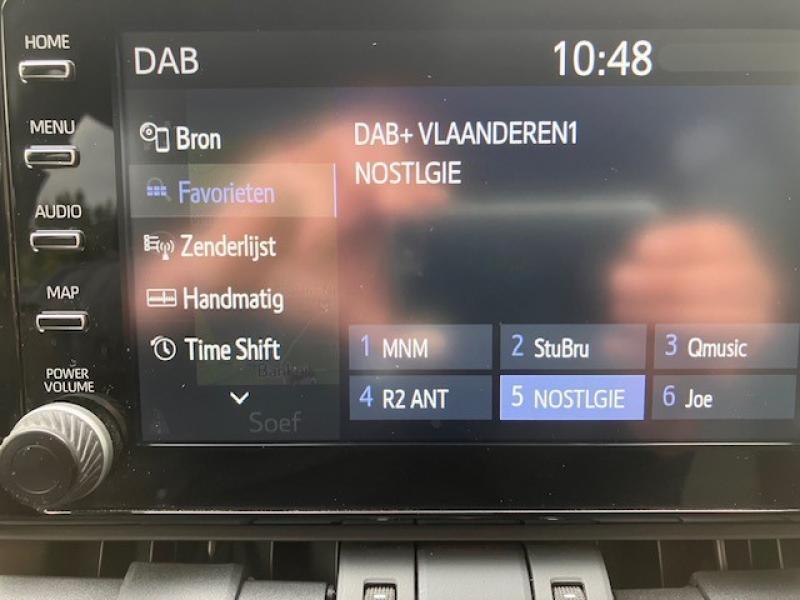 HOME
MENU
AUDIO
MAP
POWER
VOLUME
DAB
10:48
Bron
Favorieten
Zenderlijst
Handmatig
Time Shift
Soef
DAB+ VLAANDEREN1
NOSTLGIE
1 MNM
2 StuBru
3 Qmusic
4 R2 ANT
5 NOSTLGIE
6 Joe